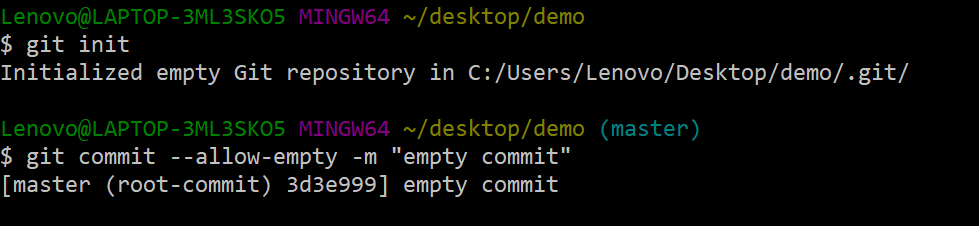 Lenovo@LAPTOP-3ML3SKO5 MINGW64 ~/desktop/demo
$ git init
Initialized empty Git repository in C:/Users/Lenovo/Desktop/demo/.git/
Lenovo@LAPTOP-3ML3SKO5 MINGW64 ~/desktop/demo (master)
$ git commit --allow-empty -m "empty commit"
[master (root-commit) 3d3e999] empty commit